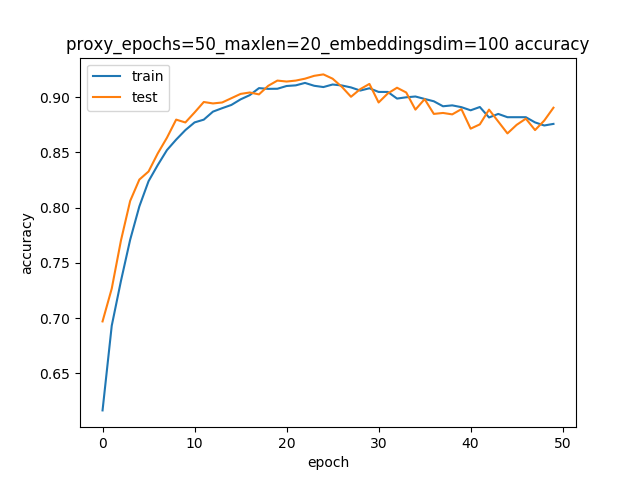 proxy_epochs=50_maxlen=20_embeddingsdim=100 accuracy
train
test
0.90
0.85
0.80
0.75
0.70
0.65
accuracy
0 10 20 30 40 50
epoch